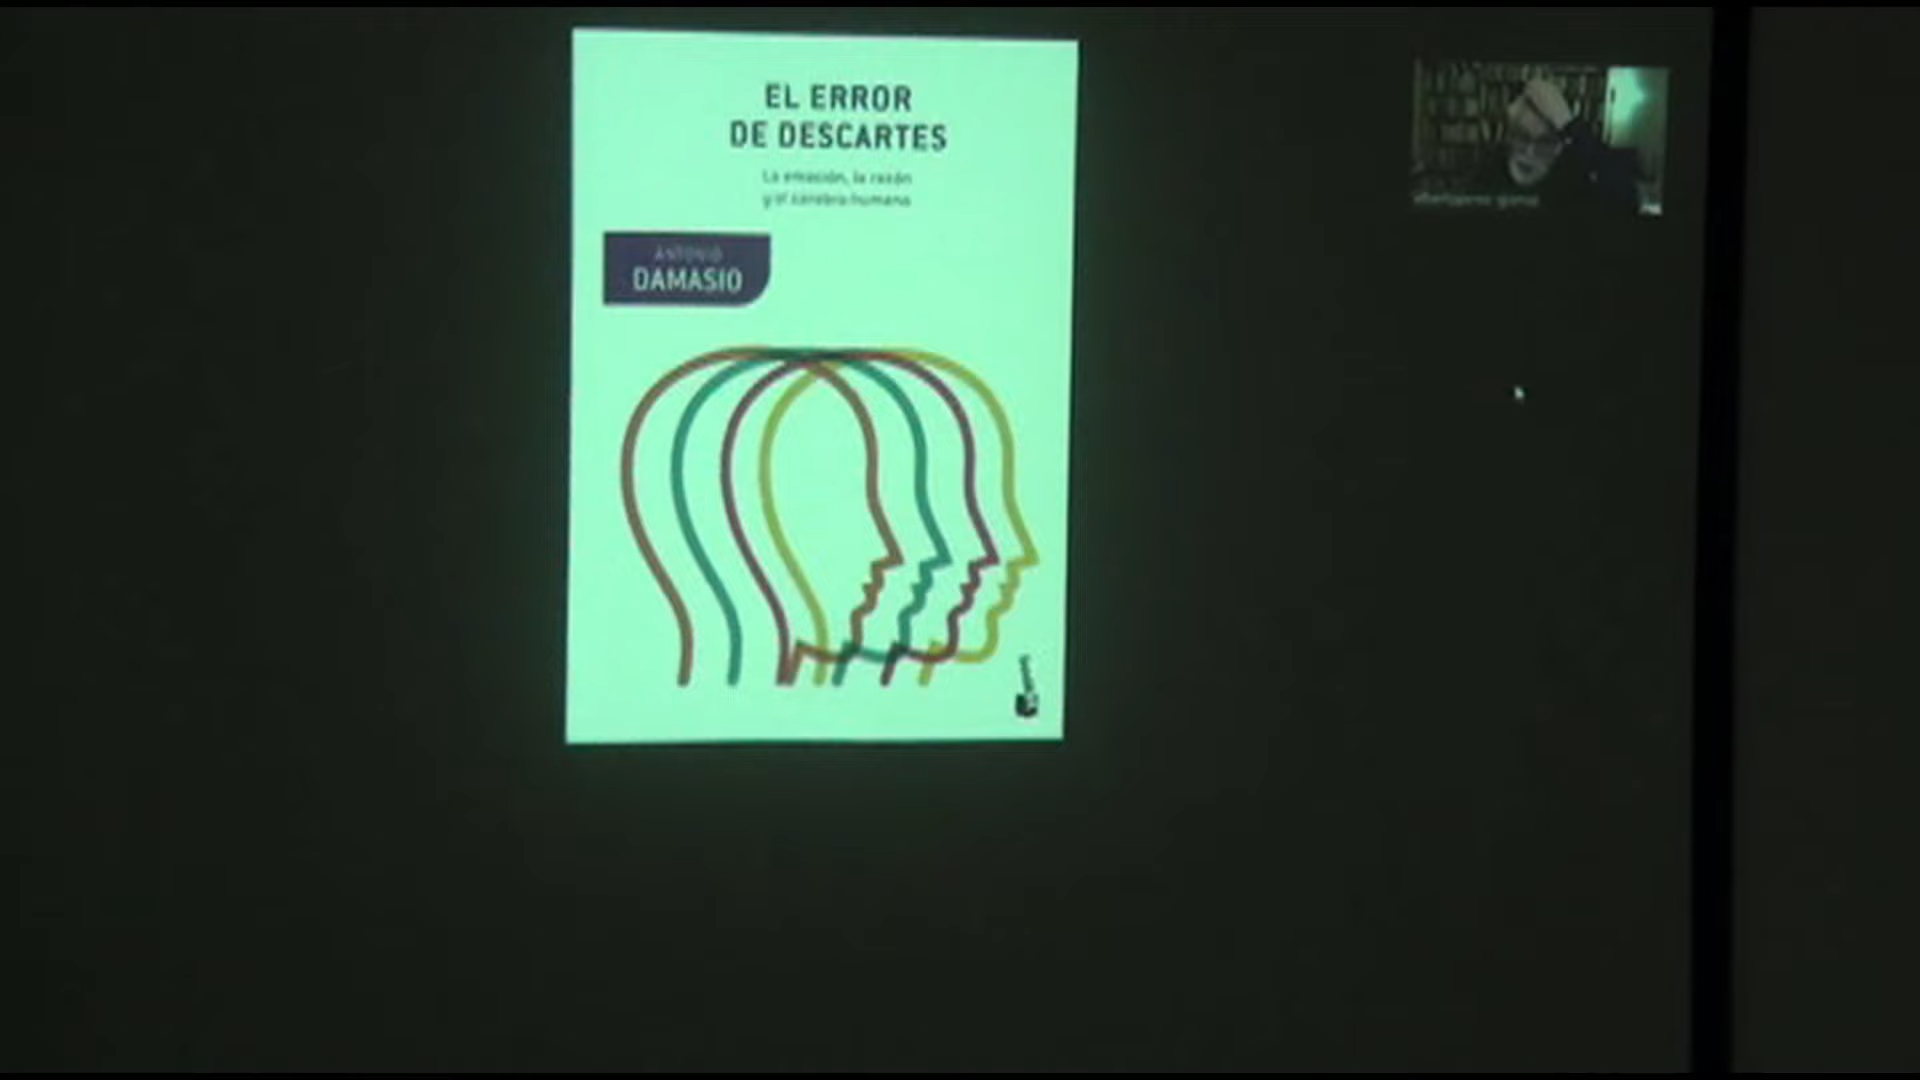 EL ERROR
DE DESCARTES
La emoción, la razón
y el cerebro humano
ANTONIO
DAMASIO